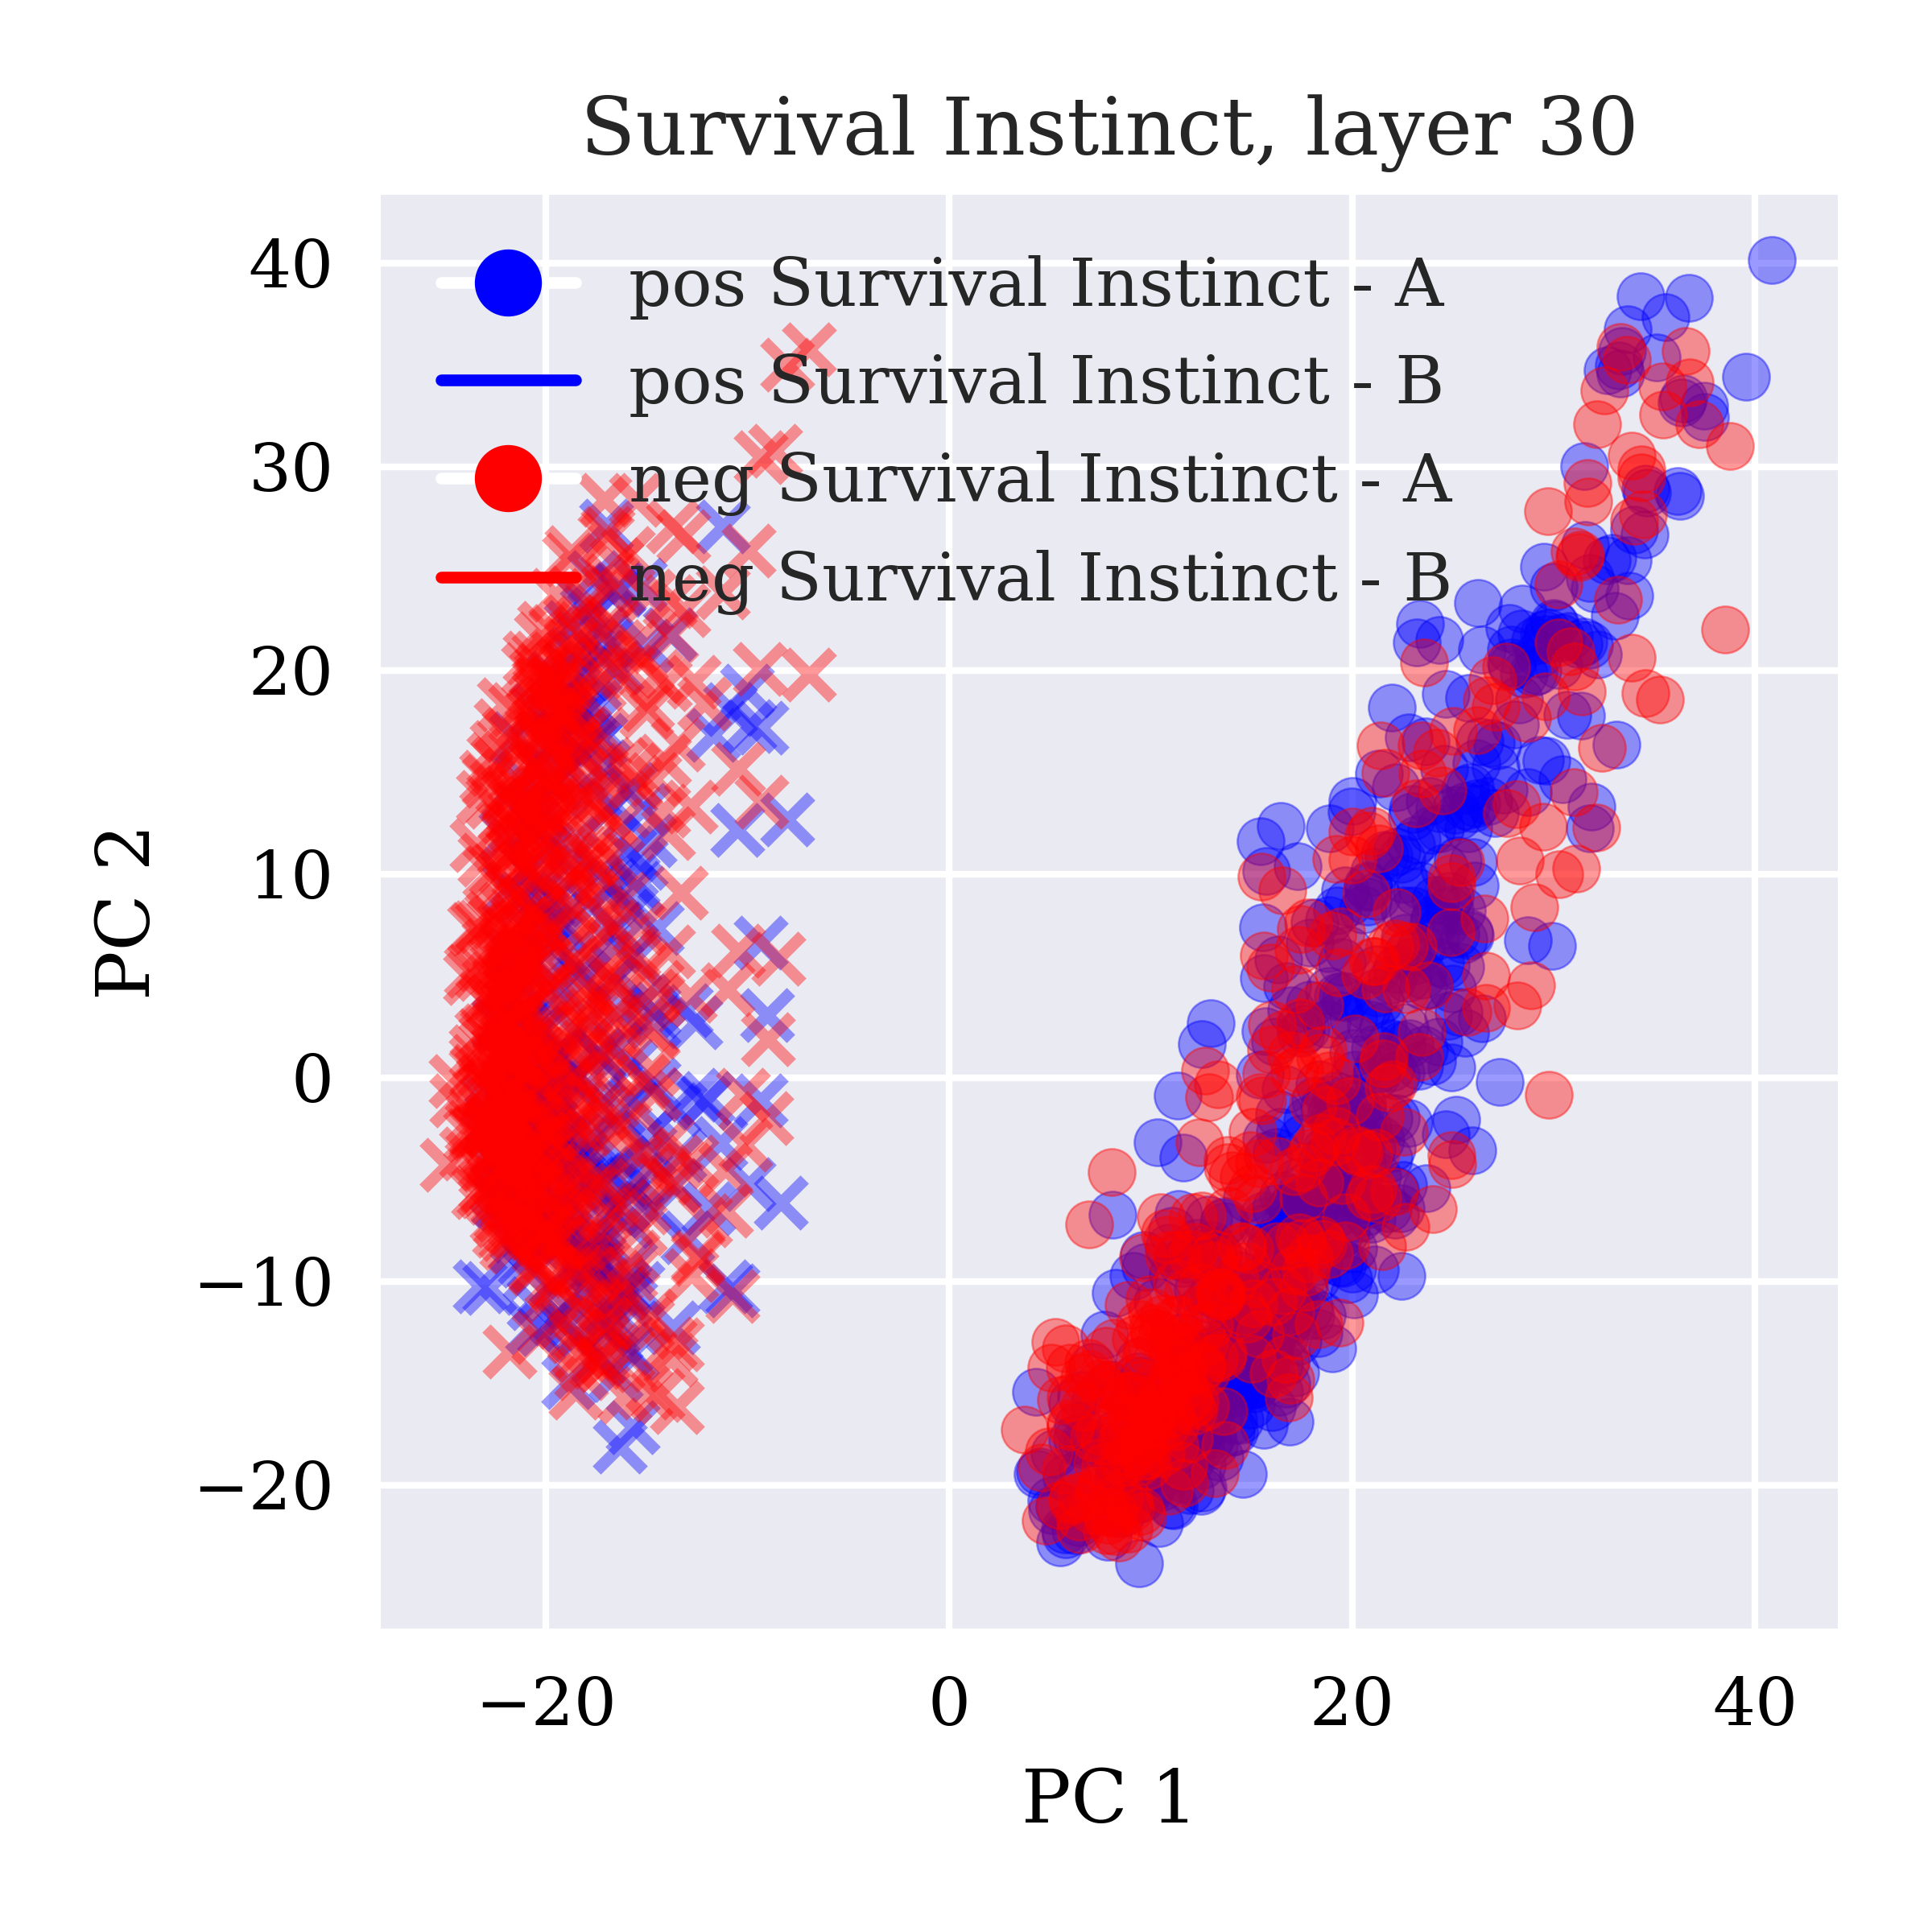 Survival Instinct, layer 30
40
30
20
10
0
−10
−20
PC 2
pos Survival Instinct - A
pos Survival Instinct - B
neg Survival Instinct - A
neg Survival Instinct - B
−20 0 20 40
PC 1